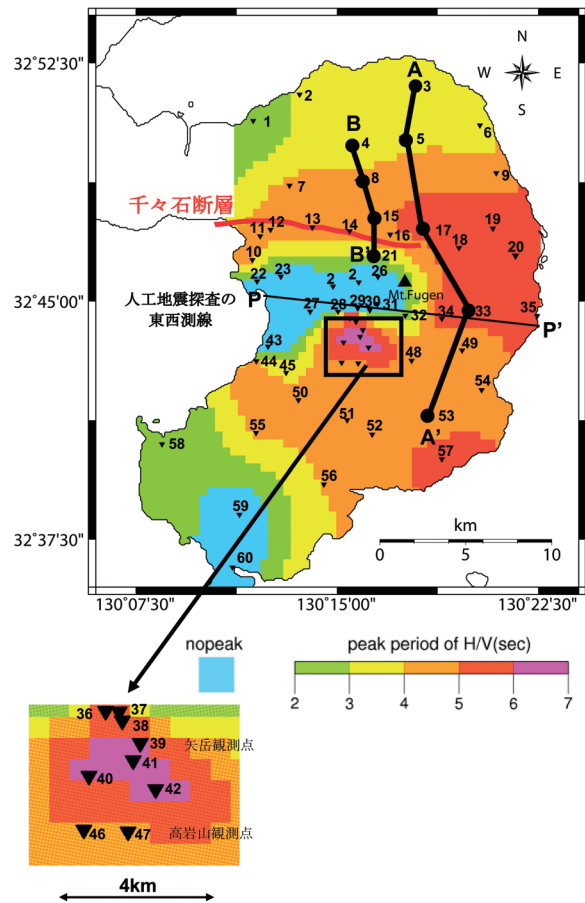 N
W E
S
32°52'30"
32°45'00"
32°37'30"
130°07'30" 130°15'00" 130°22'30"
A
3
2
1
B
4
5
6
7
8
9
千々石断層
11 12 13 14 15 16 17 18 19 20
10
B'
21
22 23 2 2 26
Mt.Fugen
人工地震探査の
東西測線
P
27 28 29 30 31 32 34 33 35
P'
43
44 45
48 49
50
51 52
53
54
A'
55
56
57
58
59
60
km
0 5 10
nopeak
peak period of H/V(sec)
2 3 4 5 6 7
36 37
38
39 矢岳観測点
41
40
42
46 47 高岩山観測点
4km